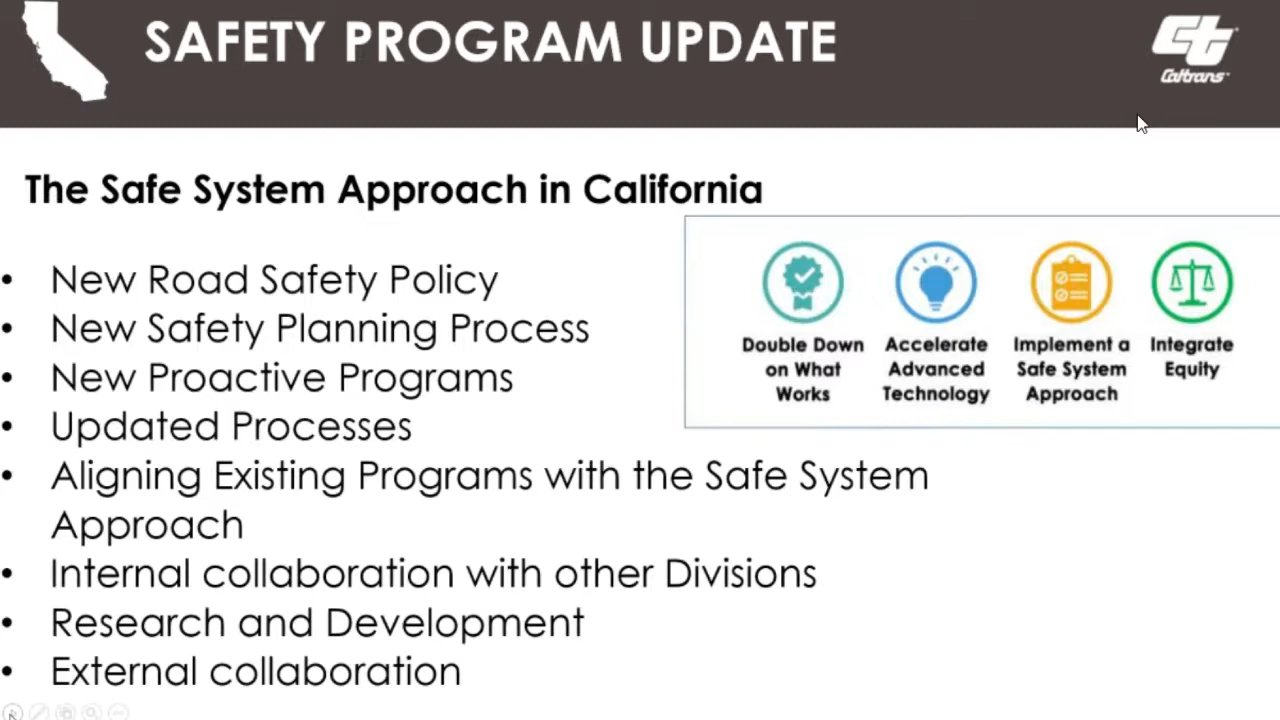 SAFETY PROGRAM UPDATE
Caltrans
The Safe System Approach in California
• New Road Safety Policy
• New Safety Planning Process
• New Proactive Programs
• Updated Processes
• Aligning Existing Programs with the Safe System
Approach
• Internal collaboration with other Divisions
• Research and Development
• External collaboration
Double Down
on What
Works
Accelerate
Advanced
Technology
Implement a
Safe System
Approach
Integrate
Equity